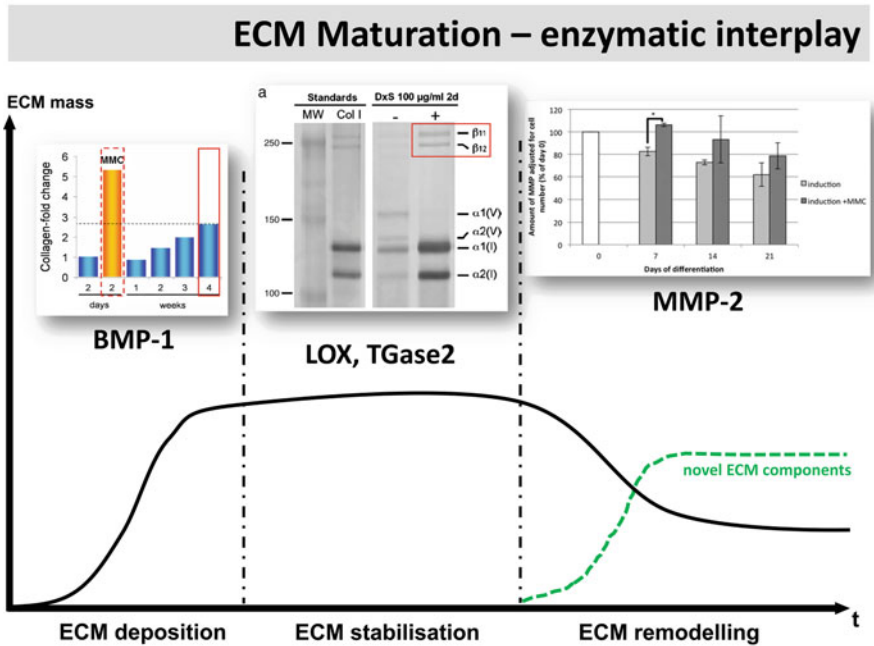 ECM Maturation – enzymatic interplay
ECM mass
MMC
Collagen-fold change
6
5
4
3
2
1
0
2 2 1 2 3 4
days weeks
BMP-1
a
Standards DxS 100 µg/ml 2d
MW Col I - +
250
150
100
β11
β12
α1(V)
α2(V)
α1(I)
α2(I)
LOX, TGase2
Amount of MMP adjusted for cell
number (% of day 0)
120
100
80
60
40
20
0
*
induction
induction +MMC
0 7 14 21
Days of differentiation
MMP-2
novel ECM components
t
ECM deposition ECM stabilisation ECM remodelling